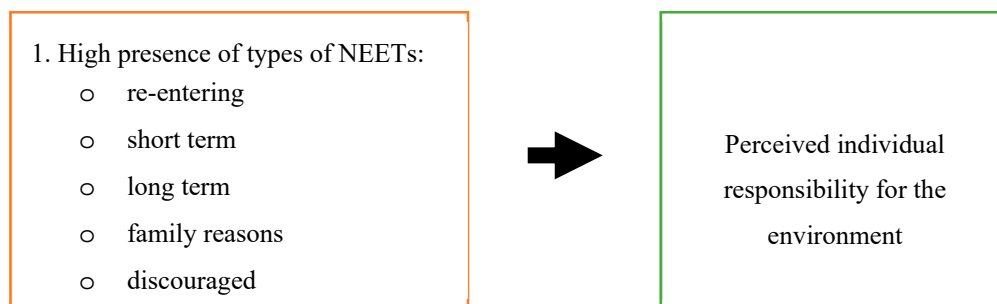 1. High presence of types of NEETs:
o re-entering
o short term
o long term
o family reasons
o discouraged
Perceived individual
responsibility for the
environment